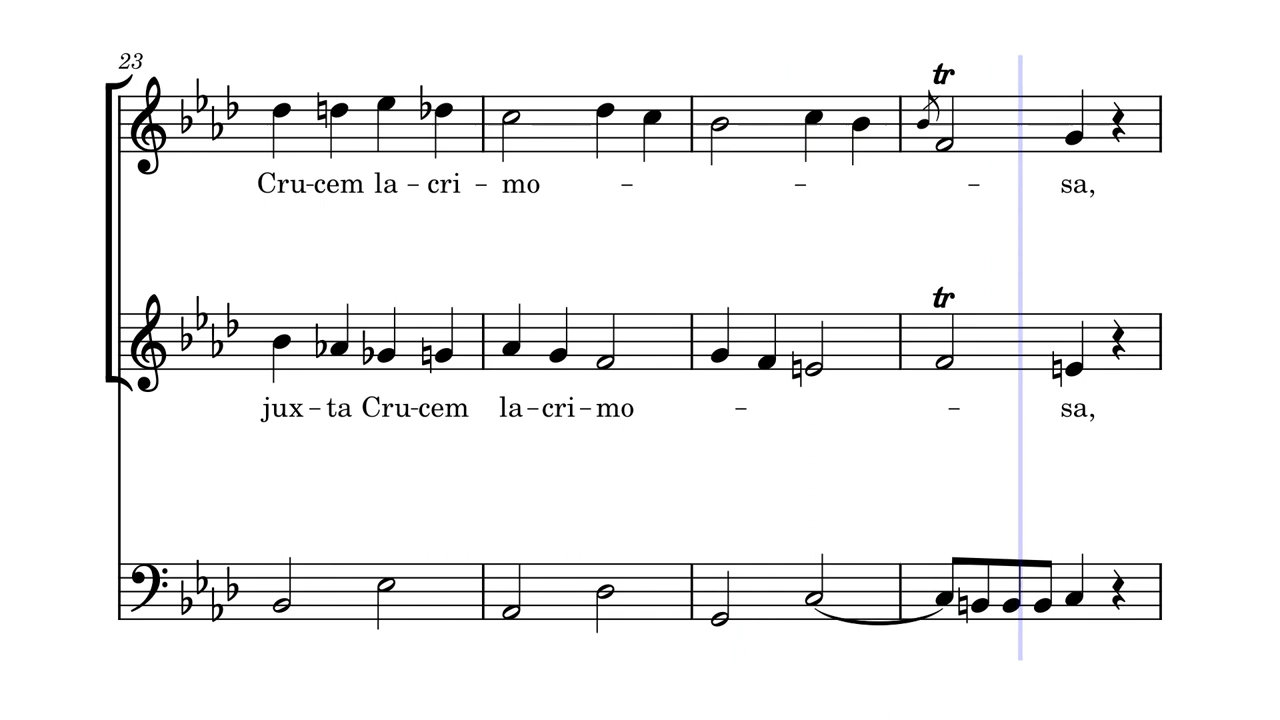 23
tr
Cru-cem la - cri - mo - - - sa,
tr
jux - ta Cru-cem la - cri - mo - - sa,